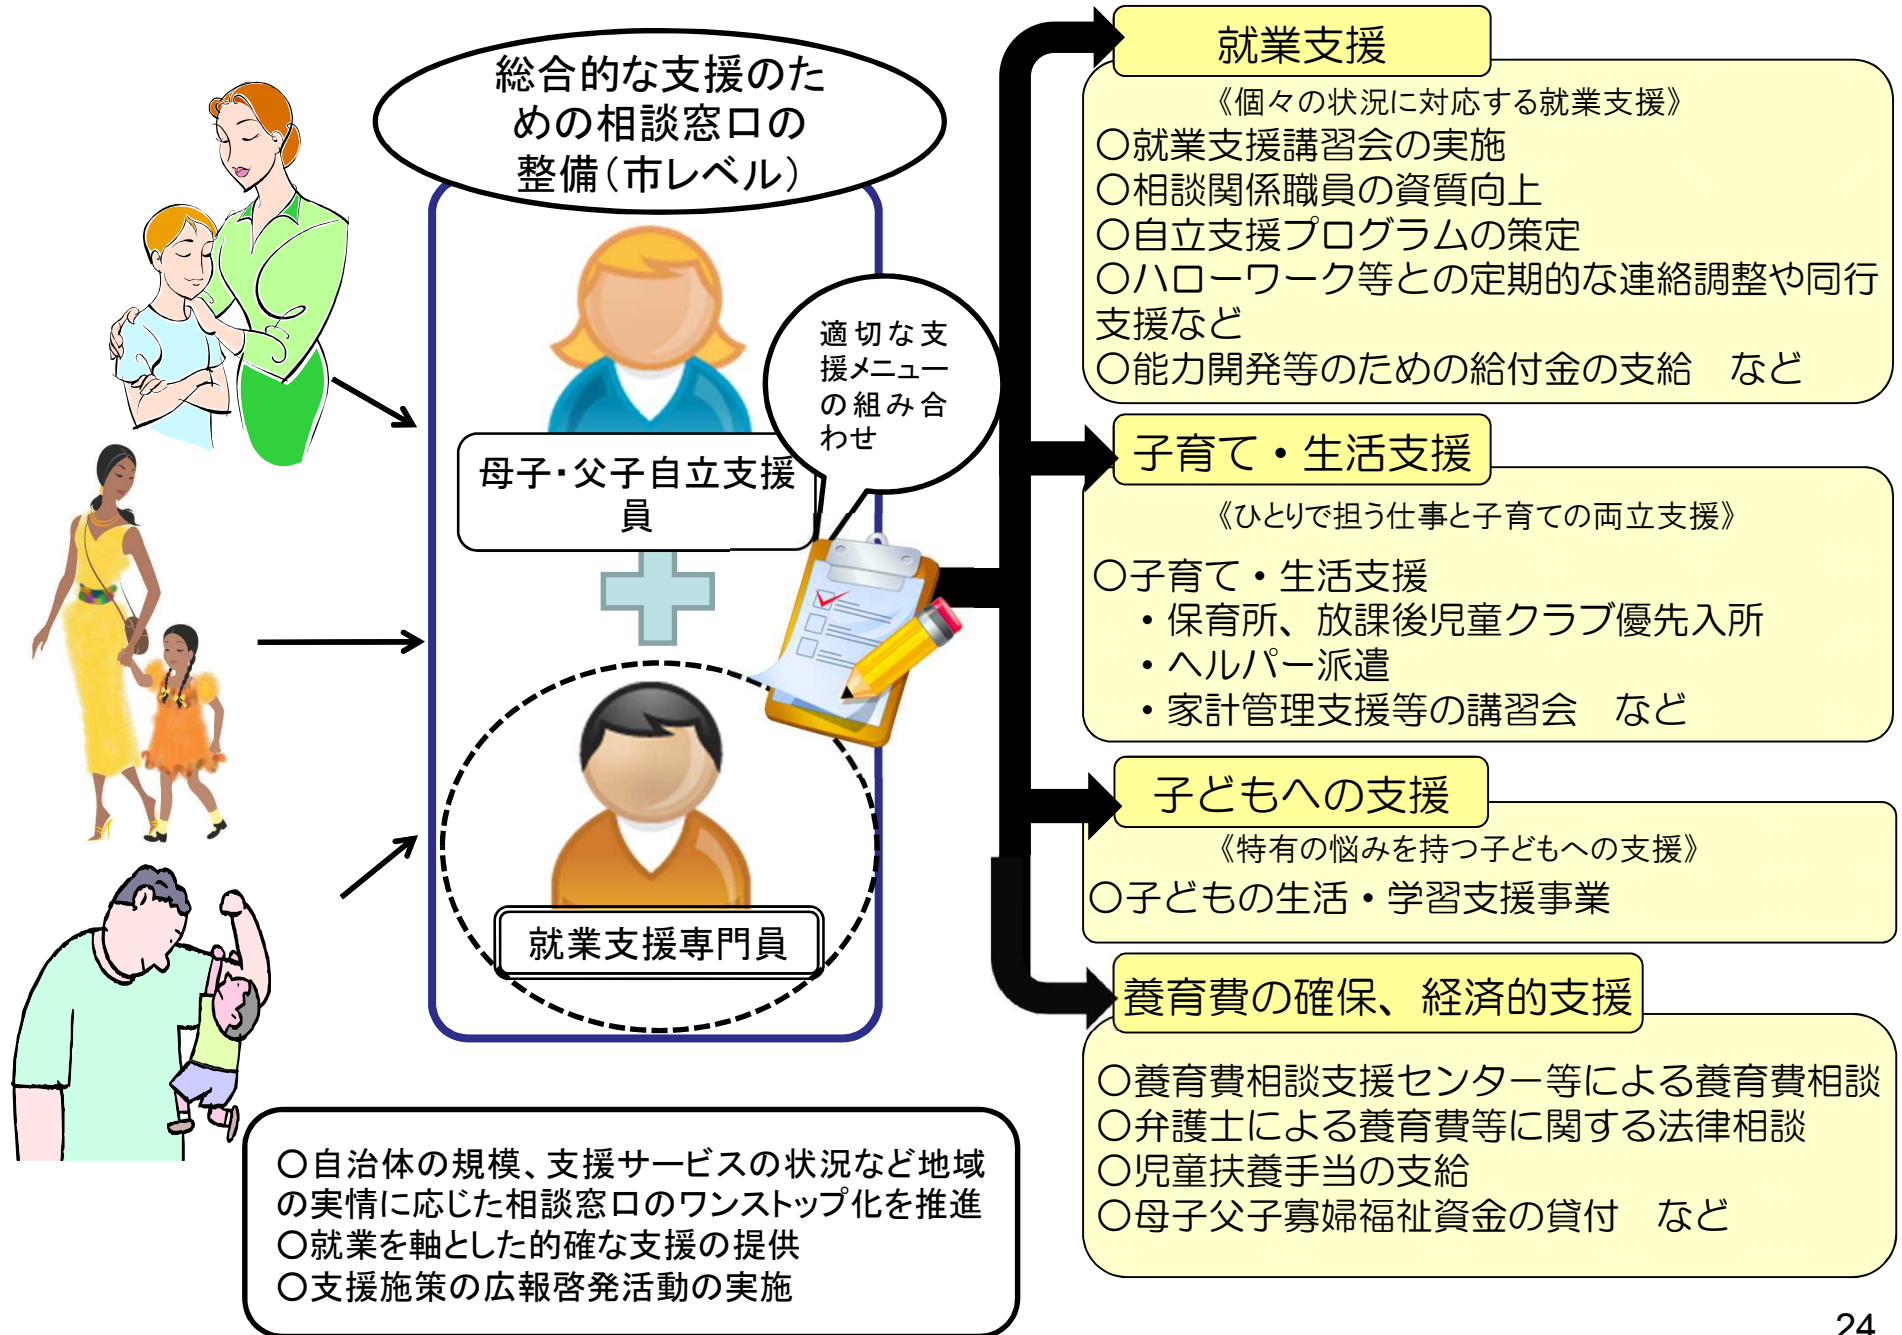 総合的な支援のた
めの相談窓口の
整備（市レベル）
適切な支
援メニュー
の組み合
わせ
母子・父子自立支援
員
就業支援専門員
〇自治体の規模、支援サービスの状況など地域
の実情に応じた相談窓口のワンストップ化を推進
〇就業を軸とした的確な支援の提供
〇支援施策の広報啓発活動の実施
就業支援
《個々の状況に対応する就業支援》
〇就業支援講習会の実施
〇相談関係職員の資質向上
〇自立支援プログラムの策定
〇ハローワーク等との定期的な連絡調整や同行
支援など
〇能力開発等のための給付金の支給　など
子育て・生活支援
《ひとりで担う仕事と子育ての両立支援》
〇子育て・生活支援
・保育所、放課後児童クラブ優先入所
・ヘルパー派遣
・家計管理支援等の講習会　など
子どもへの支援
《特有の悩みを持つ子どもへの支援》
〇子どもの生活・学習支援事業
養育費の確保、経済的支援
〇養育費相談支援センター等による養育費相談
〇弁護士による養育費等に関する法律相談
〇児童扶養手当の支給
〇母子父子寡婦福祉資金の貸付　など
24